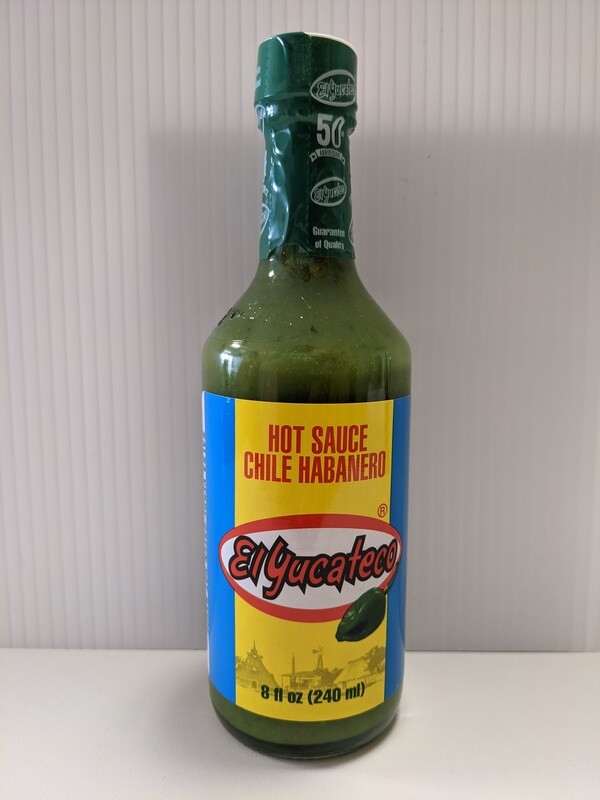 El Yucateco
50
El Yucateco
Guarantee
of Quality
HOT SAUCE
CHILE HABANERO
®
El Yucateco
8 fl oz (240 ml)